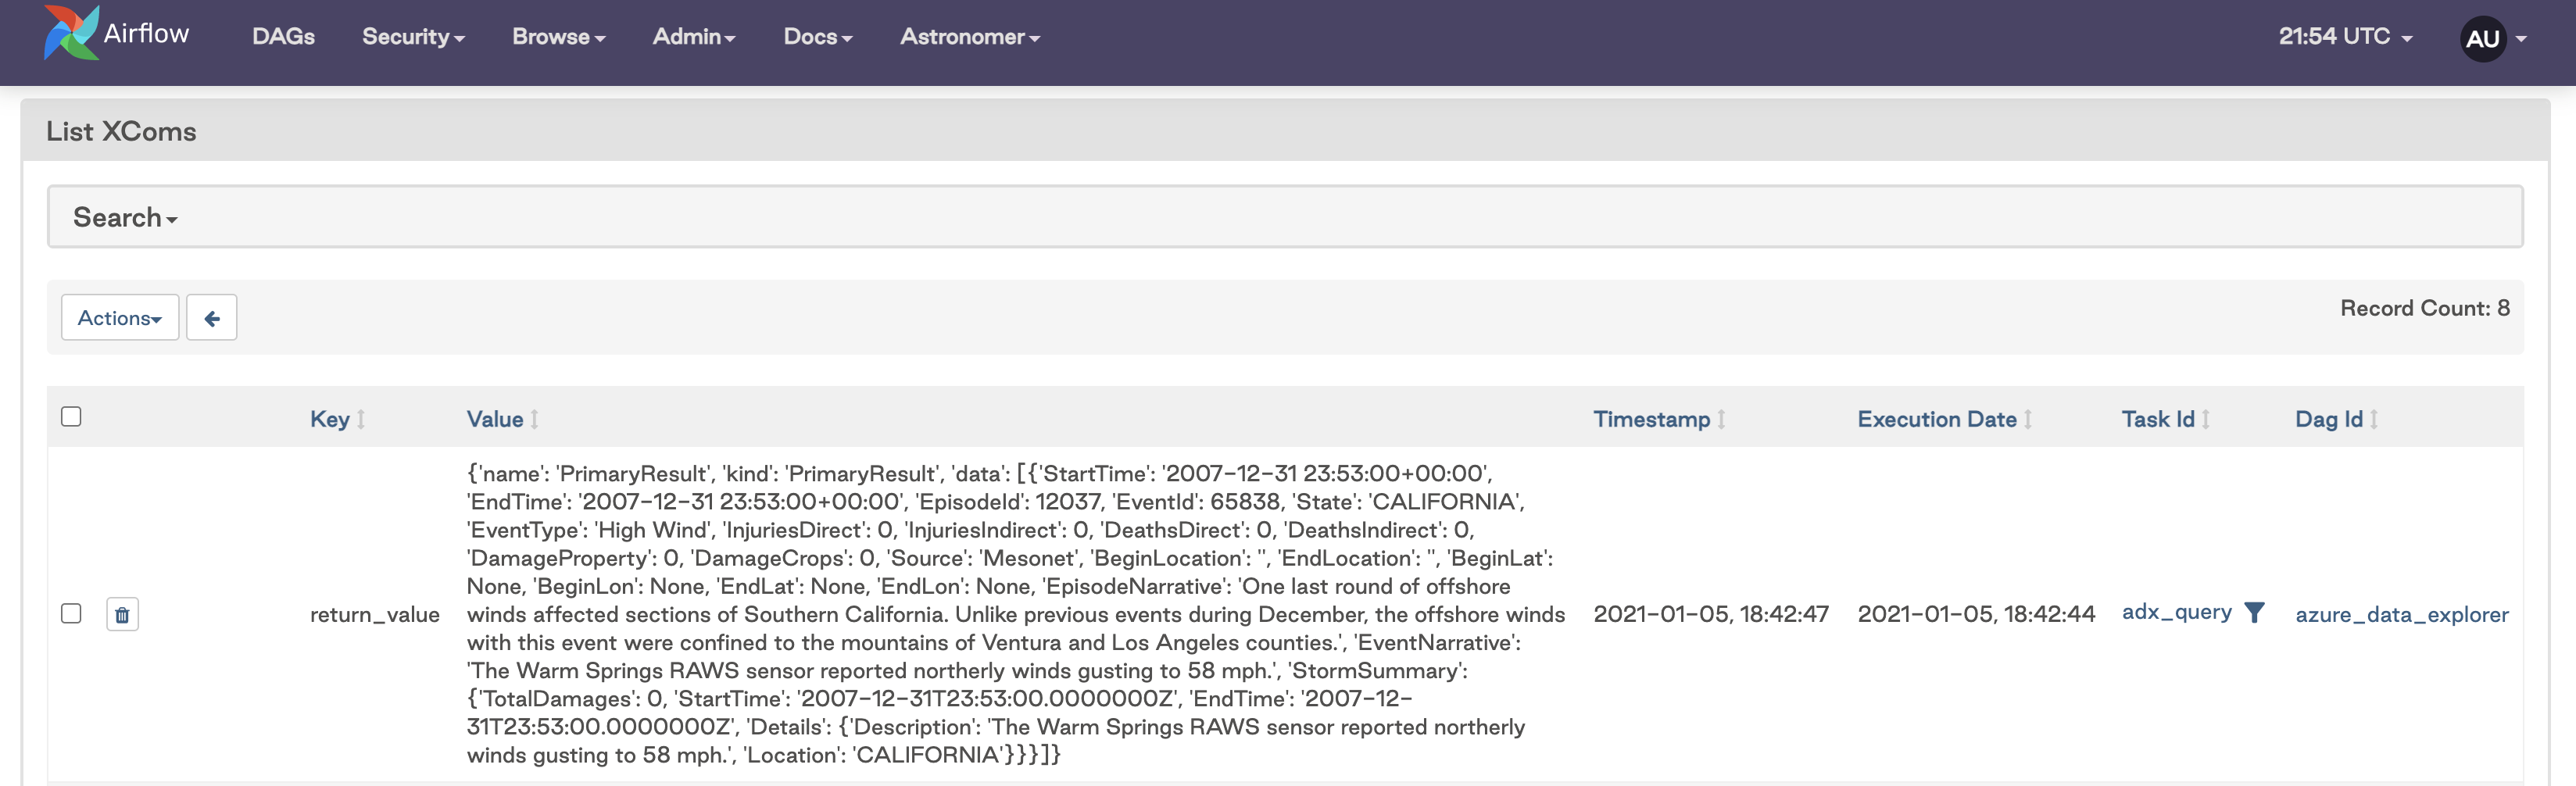 Airflow DAGs Security Browse Admin Docs Astronomer 21:54 UTC AU
List XComs
Search
Actions Record Count: 8
Key Value Timestamp Execution Date Task Id Dag Id
{'name': 'PrimaryResult', 'kind': 'PrimaryResult', 'data': [{'StartTime': '2007-12-31 23:53:00+00:00',
'EndTime': '2007-12-31 23:53:00+00:00', 'EpisodeId': 12037, 'EventId': 65838, 'State': 'CALIFORNIA',
'EventType': 'High Wind', 'InjuriesDirect': 0, 'InjuriesIndirect': 0, 'DeathsDirect': 0, 'DeathsIndirect': 0,
'DamageProperty': 0, 'DamageCrops': 0, 'Source': 'Mesonet', 'BeginLocation': '', 'EndLocation': '', 'BeginLat':
None, 'BeginLon': None, 'EndLat': None, 'EndLon': None, 'EpisodeNarrative': 'One last round of offshore
return_value winds affected sections of Southern California. Unlike previous events during December, the offshore winds 2021-01-05, 18:42:47 2021-01-05, 18:42:44 adx_query azure_data_explorer
with this event were confined to the mountains of Ventura and Los Angeles counties.', 'EventNarrative':
'The Warm Springs RAWS sensor reported northerly winds gusting to 58 mph.', 'StormSummary':
{'TotalDamages': 0, 'StartTime': '2007-12-31T23:53:00.0000000Z', 'EndTime': '2007-12-
31T23:53:00.0000000Z', 'Details': {'Description': 'The Warm Springs RAWS sensor reported northerly
winds gusting to 58 mph.', 'Location': 'CALIFORNIA'}}}]}